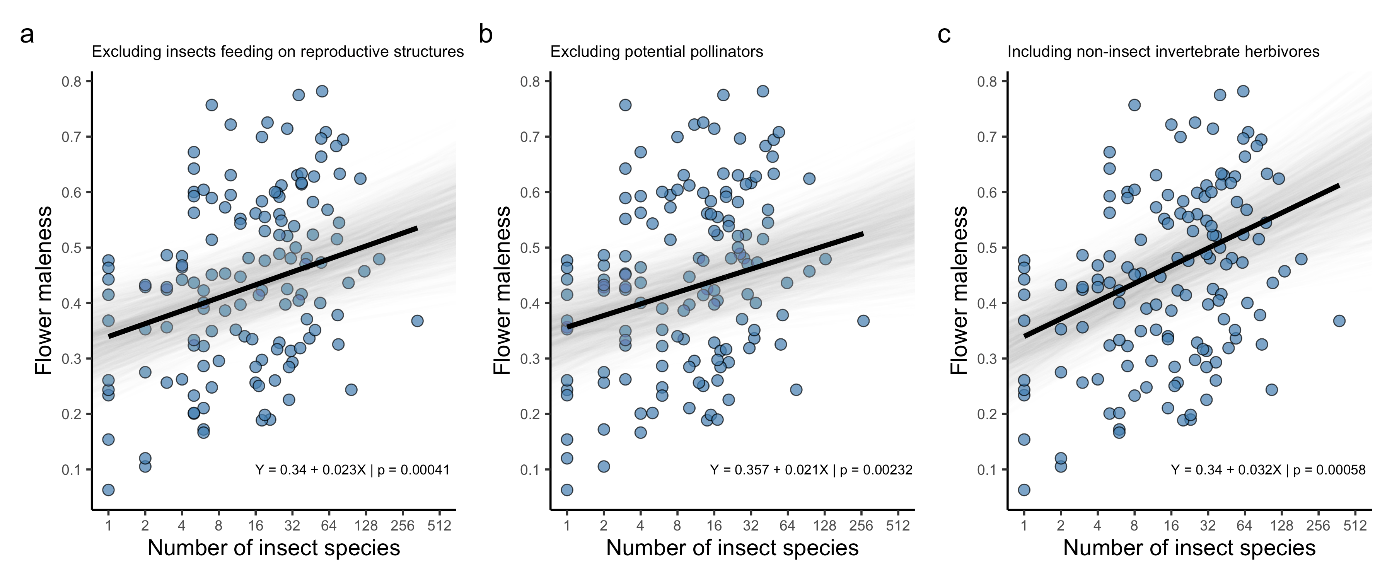 a
Excluding insects feeding on reproductive structures
0.8
0.7
0.6
0.5
0.4
0.3
0.2
0.1
Flower maleness
Y = 0.34 + 0.023X | p = 0.00041
1 2 4 8 16 32 64 128 256 512
Number of insect species
b
Excluding potential pollinators
0.8
0.7
0.6
0.5
0.4
0.3
0.2
0.1
Flower maleness
Y = 0.357 + 0.021X | p = 0.00232
1 2 4 8 16 32 64 128 256 512
Number of insect species
c
Including non-insect invertebrate herbivores
0.8
0.7
0.6
0.5
0.4
0.3
0.2
0.1
Flower maleness
Y = 0.34 + 0.032X | p = 0.00058
1 2 4 8 16 32 64 128 256 512
Number of insect species